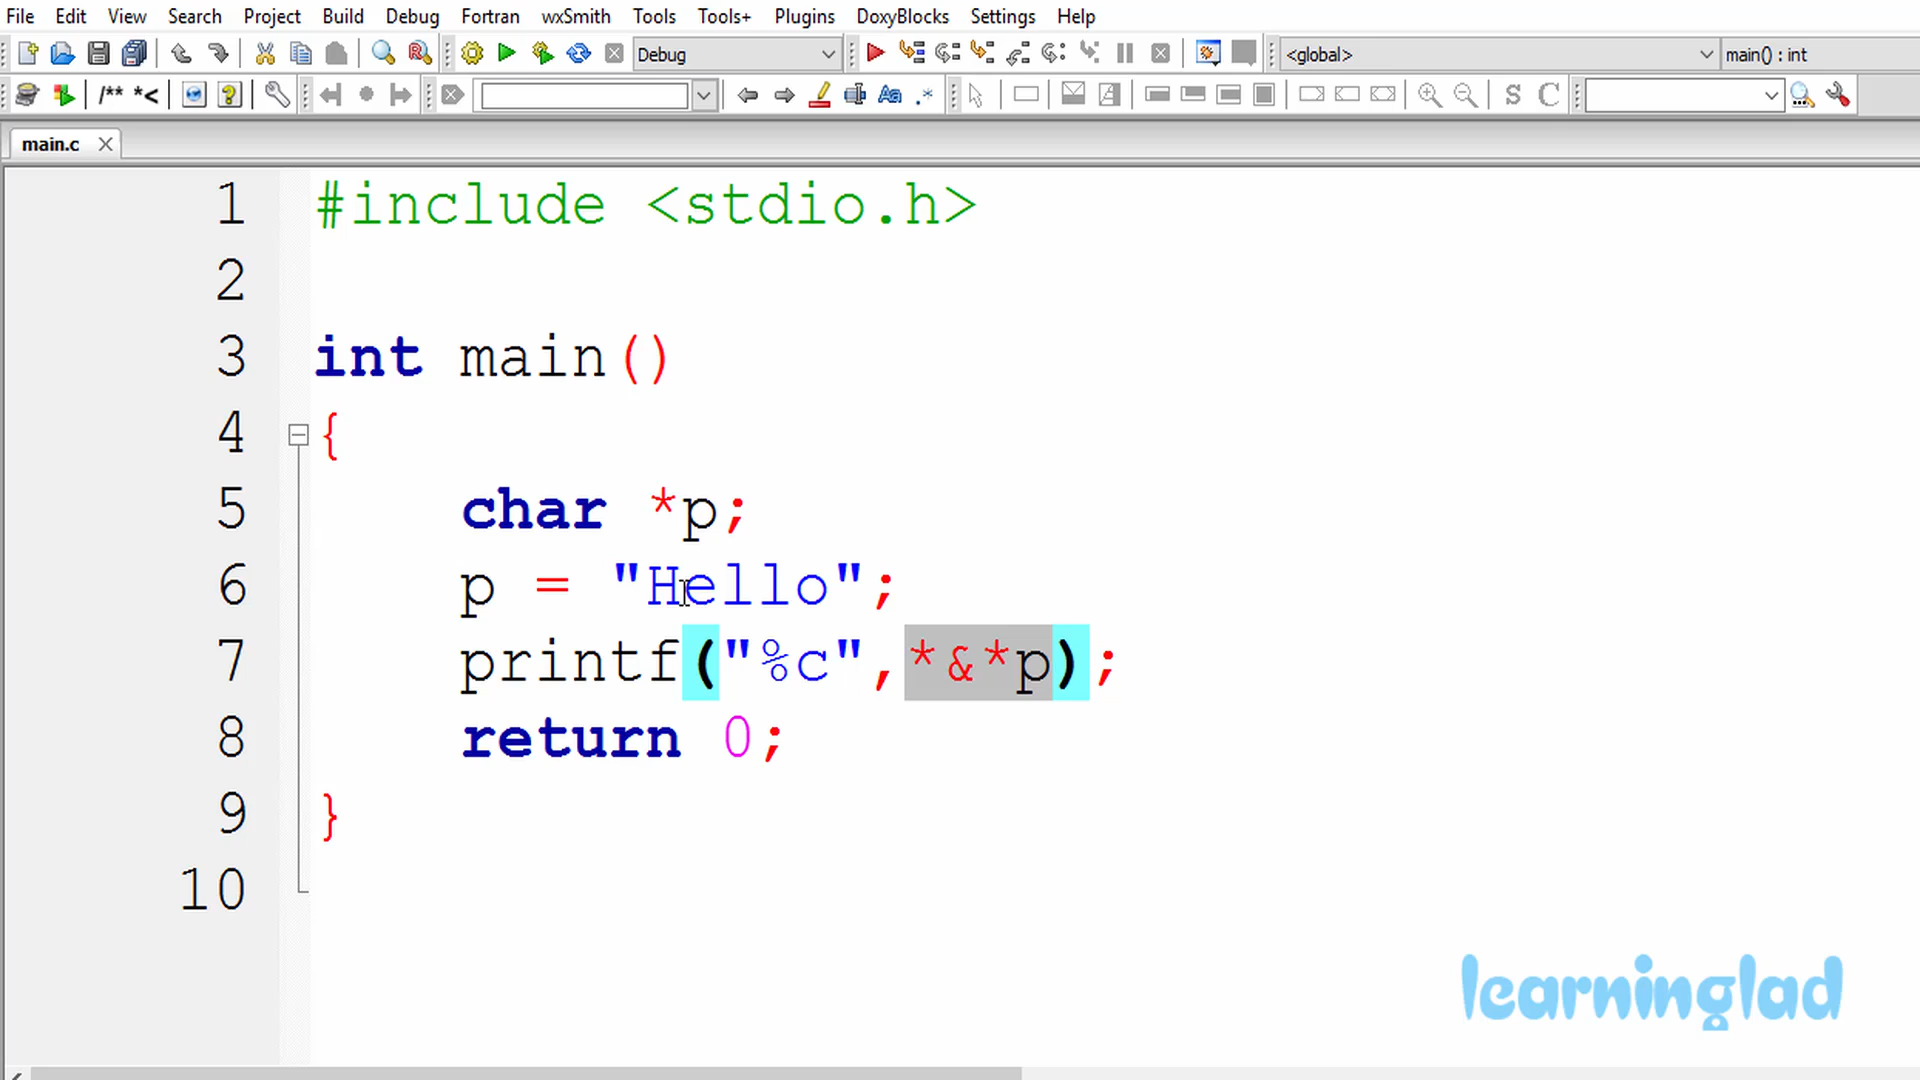 File Edit View Search Project Build Debug Fortran wxSmith Tools Tools+ Plugins DoxyBlocks Settings Help
Debug <global> main() : int
/** *< Aa .* S C
main.c
1 #include <stdio.h>
2
3 int main()
4 {
5 char *p;
6 p = "Hello";
7 printf("%c",*&*p);
8 return 0;
9 }
10
learninglad